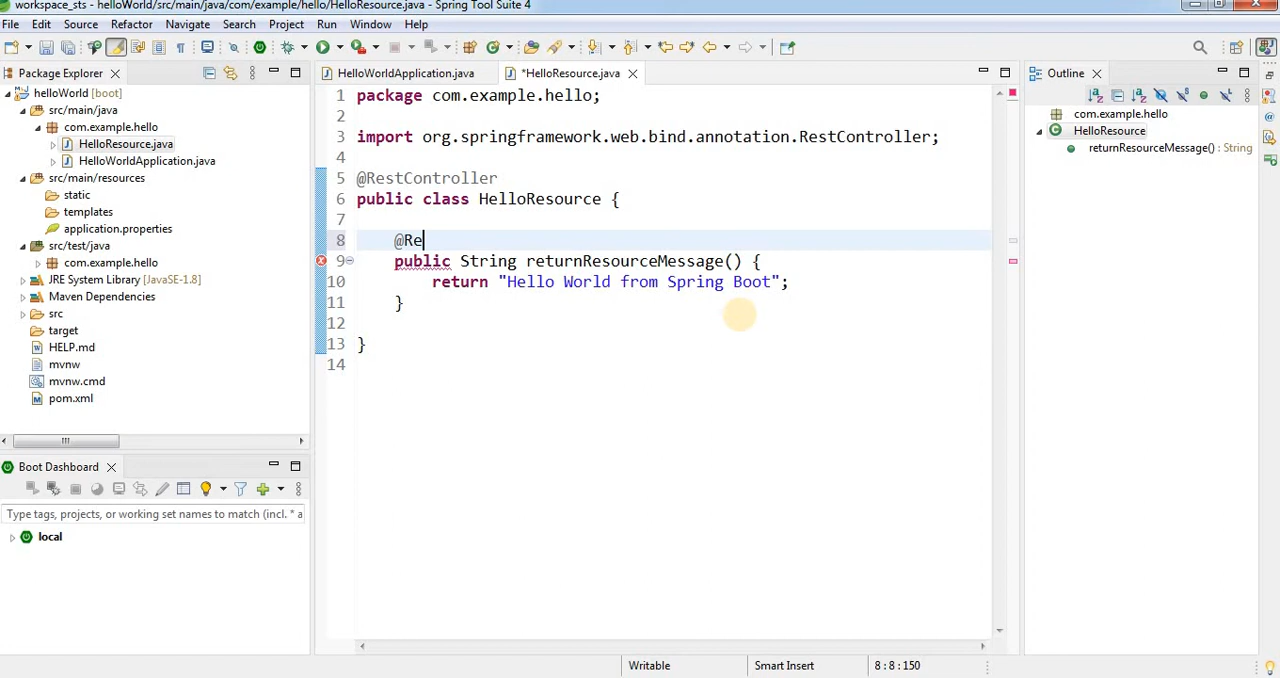 workspace_sts - helloWorld/src/main/java/com/example/hello/HelloResource.java - Spring Tool Suite 4
File Edit Source Refactor Navigate Search Project Run Window Help
Package Explorer
helloWorld [boot]
src/main/java
com.example.hello
HelloResource.java
HelloWorldApplication.java
src/main/resources
static
templates
application.properties
src/test/java
com.example.hello
JRE System Library [JavaSE-1.8]
Maven Dependencies
src
target
HELP.md
mvnw
mvnw.cmd
pom.xml
Boot Dashboard
Type tags, projects, or working set names to match (incl. * a
local
HelloWorldApplication.java *HelloResource.java
1 package com.example.hello;
2
3 import org.springframework.web.bind.annotation.RestController;
4
5 @RestController
6 public class HelloResource {
7
8 @Re
9 public String returnResourceMessage() {
10 return "Hello World from Spring Boot";
11 }
12
13 }
14
Outline
com.example.hello
HelloResource
returnResourceMessage() : String
Writable Smart Insert 8 : 8 : 150